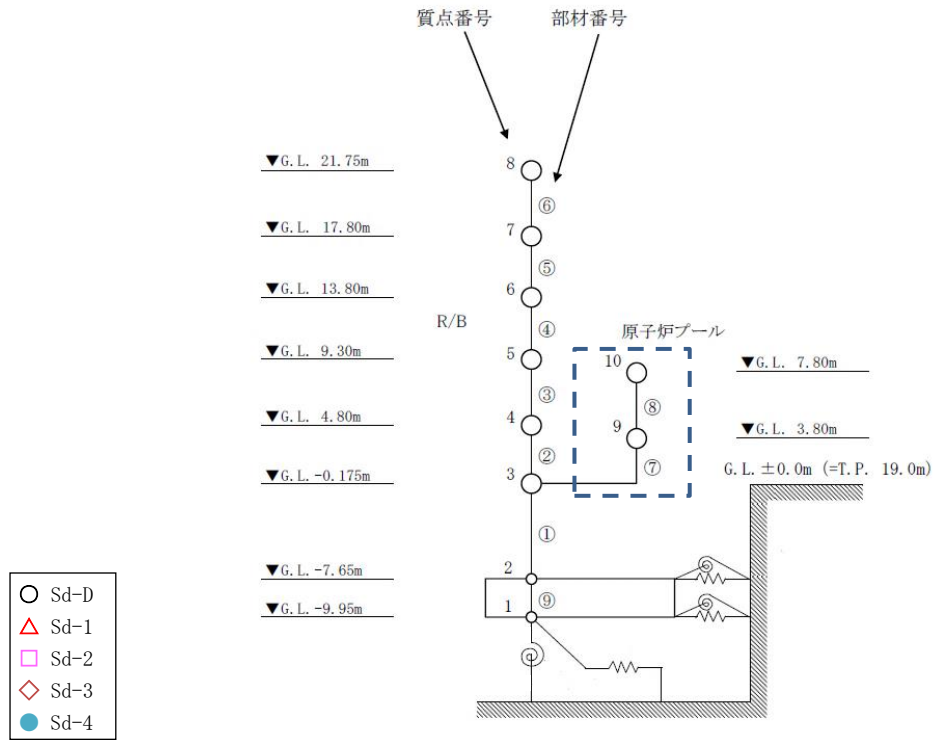 質点番号 部材番号
▼G.L. 21.75m
8
⑥
▼G.L. 17.80m
7
⑤
▼G.L. 13.80m
6
R/B
④
原子炉プール
▼G.L. 9.30m
5
10
▼G.L. 7.80m
③
⑧
▼G.L. 4.80m
4
9
▼G.L. 3.80m
②
⑦
▼G.L. -0.175m
3
G.L. ±0.0m (=T.P. 19.0m)
①
▼G.L. -7.65m
2
⑨
▼G.L. -9.95m
1
Sd-D
Sd-1
Sd-2
Sd-3
Sd-4